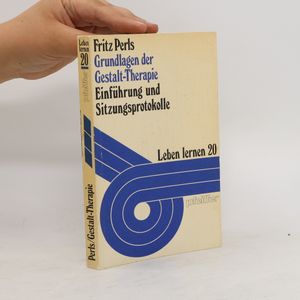 Fritz Perls
Grundlagen der
Gestalt-Therapie
Einführung und
Sitzungsprotokolle
Leben lernen 20
pfeiffer
Leben
lernen
20
pfeiffer
Perls/Gestalt-Therapie